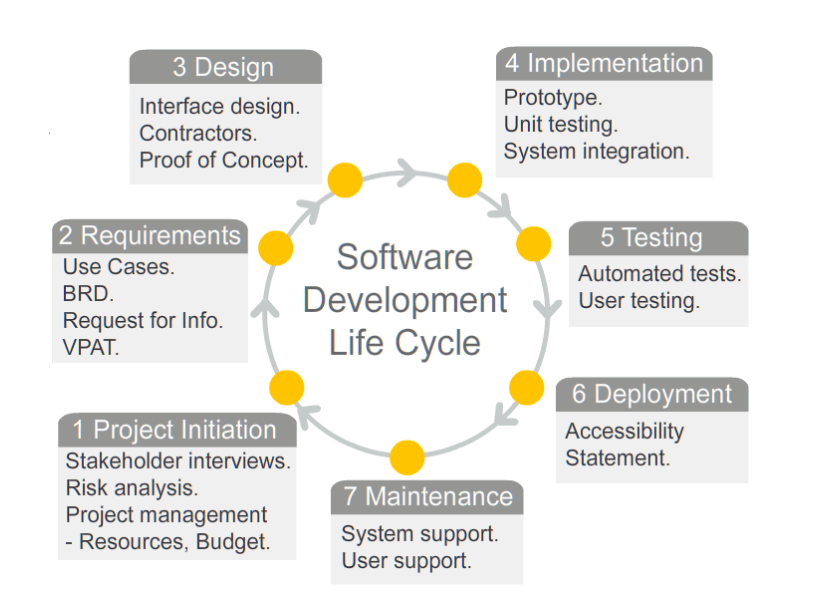 3 Design
Interface design.
Contractors.
Proof of Concept.
4 Implementation
Prototype.
Unit testing.
System integration.
2 Requirements
Use Cases.
BRD.
Request for Info.
VPAT.
Software
Development
Life Cycle
5 Testing
Automated tests.
User testing.
1 Project Initiation
Stakeholder interviews.
Risk analysis.
Project management
- Resources, Budget.
6 Deployment
Accessibility
Statement.
7 Maintenance
System support.
User support.